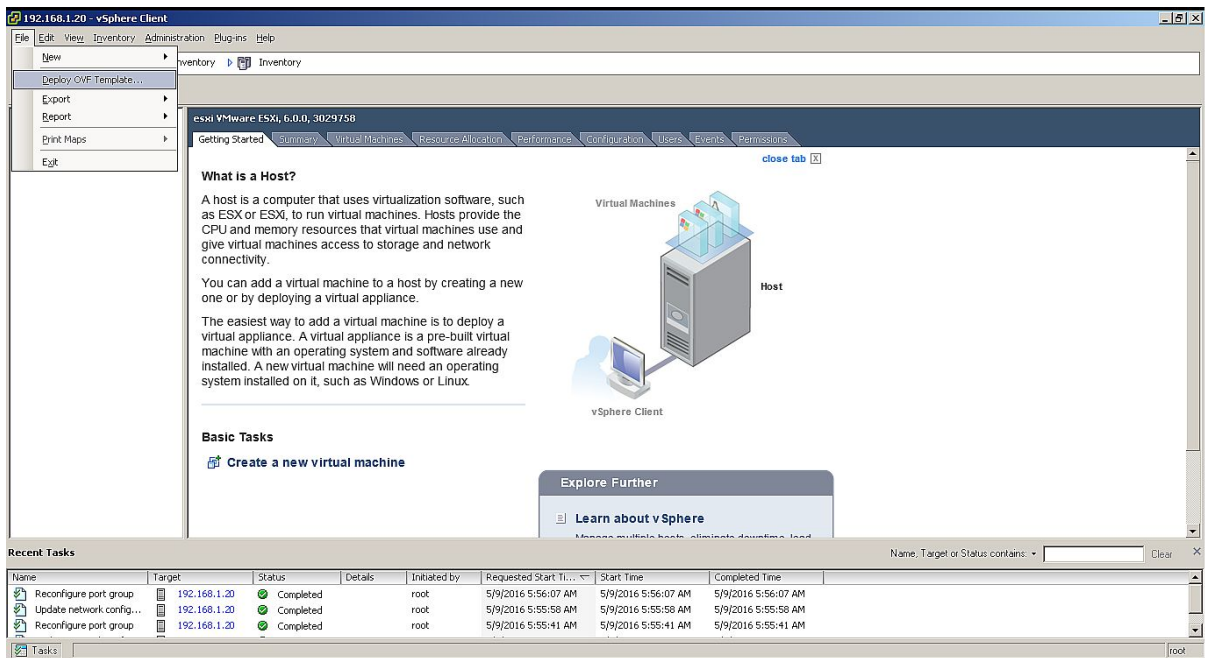 192.168.1.20 - vSphere Client
File Edit View Inventory Administration Plug-ins Help
New
nventory Inventory
Deploy OVF Template...
Export
Report
Print Maps
Exit
esxi VMware ESXi, 6.0.0, 3029758
Getting Started Summary Virtual Machines Resource Allocation Performance Configuration Users Events Permissions
close tab X
What is a Host?
A host is a computer that uses virtualization software, such
as ESX or ESXi, to run virtual machines. Hosts provide the
CPU and memory resources that virtual machines use and
give virtual machines access to storage and network
connectivity.
You can add a virtual machine to a host by creating a new
one or by deploying a virtual appliance.
The easiest way to add a virtual machine is to deploy a
virtual appliance. A virtual appliance is a pre-built virtual
machine with an operating system and software already
installed. A new virtual machine will need an operating
system installed on it, such as Windows or Linux.
Virtual Machines
Host
vSphere Client
Basic Tasks
Create a new virtual machine
Explore Further
Learn about vSphere
Manage multiple hosts, eliminate downtime, load
Recent Tasks
Name, Target or Status contains: Clear
Name Target Status Details Initiated by Requested Start Ti... Start Time Completed Time
Reconfigure port group 192.168.1.20 Completed root 5/9/2016 5:56:07 AM 5/9/2016 5:56:07 AM 5/9/2016 5:56:07 AM
Update network config... 192.168.1.20 Completed root 5/9/2016 5:55:58 AM 5/9/2016 5:55:58 AM 5/9/2016 5:55:58 AM
Reconfigure port group 192.168.1.20 Completed root 5/9/2016 5:55:41 AM 5/9/2016 5:55:41 AM 5/9/2016 5:55:41 AM
Tasks root